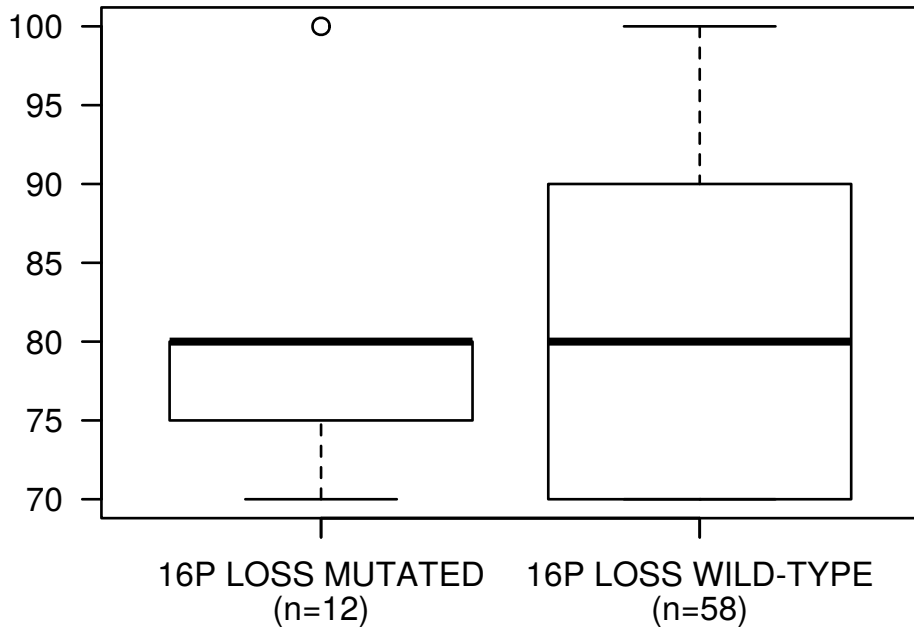 100
95
90
85
80
75
70
16P LOSS MUTATED
(n=12)
16P LOSS WILD-TYPE
(n=58)